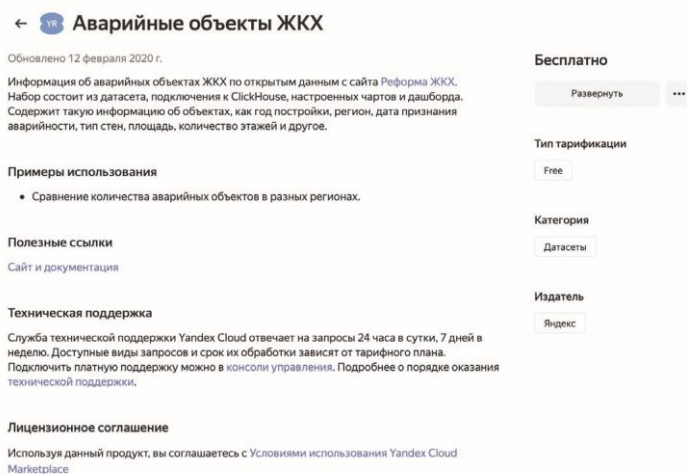 ← YR Аварийные объекты ЖКХ
Обновлено 12 февраля 2020 г.
Информация об аварийных объектах ЖКХ по открытым данным с сайта Реформа ЖКХ.
Набор состоит из датасета, подключения к ClickHouse, настроенных чартов и дашборда.
Содержит такую информацию об объектах, как год постройки, регион, дата признания
аварийности, тип стен, площадь, количество этажей и другое.
Примеры использования
• Сравнение количества аварийных объектов в разных регионах.
Полезные ссылки
Сайт и документация
Техническая поддержка
Служба технической поддержки Yandex Cloud отвечает на запросы 24 часа в сутки, 7 дней в
неделю. Доступные виды запросов и срок их обработки зависят от тарифного плана.
Подключить платную поддержку можно в консоли управления. Подробнее о порядке оказания
технической поддержки.
Лицензионное соглашение
Используя данный продукт, вы соглашаетесь с Условиями использования Yandex Cloud
Marketplace
Бесплатно
Развернуть •••
Тип тарификации
Free
Категория
Датасеты
Издатель
Яндекс